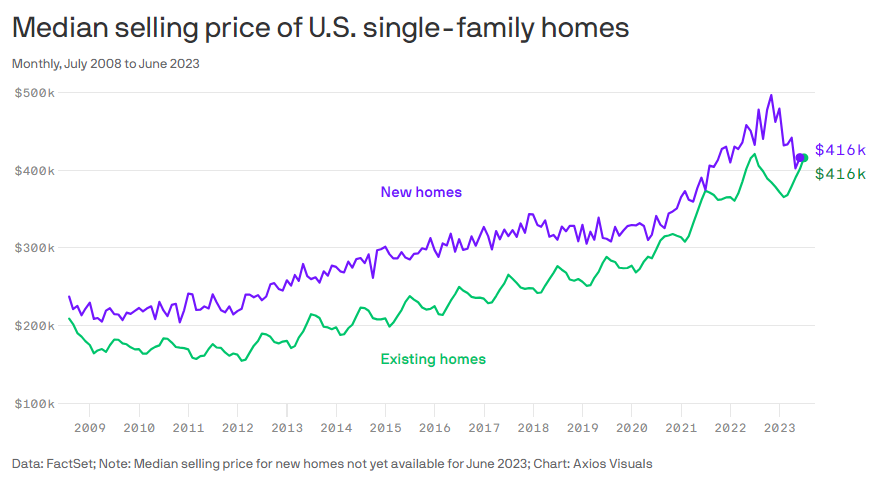 Median selling price of U.S. single-family homes
Monthly, July 2008 to June 2023
$500k
$400k
$300k
$200k
$100k
New homes
Existing homes
$416k
$416k
2009 2010 2011 2012 2013 2014 2015 2016 2017 2018 2019 2020 2021 2022 2023
Data: FactSet; Note: Median selling price for new homes not yet available for June 2023; Chart: Axios Visuals